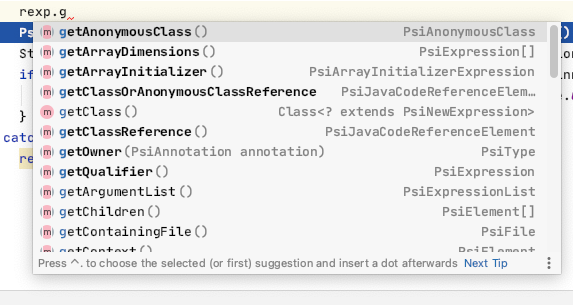 rexp.g
Ps
getAnonymousClass() PsiAnonymousClass
)
St
getArrayDimensions() PsiExpression[]
ion
if
getArrayInitializer() PsiArrayInitializerExpression
nn
getClassOrAnonymousClassReference PsiJavaCodeReferenceElem…
getClass() Class<? extends PsiNewExpression>
}
getClassReference() PsiJavaCodeReferenceElement
catc
getOwner(PsiAnnotation annotation) PsiType
re
getQualifier() PsiExpression
getArgumentList() PsiExpressionList
getChildren() PsiElement[]
getContainingFile() PsiFile
getContext() PsiElement
Press ^. to choose the selected (or first) suggestion and insert a dot afterwards Next Tip